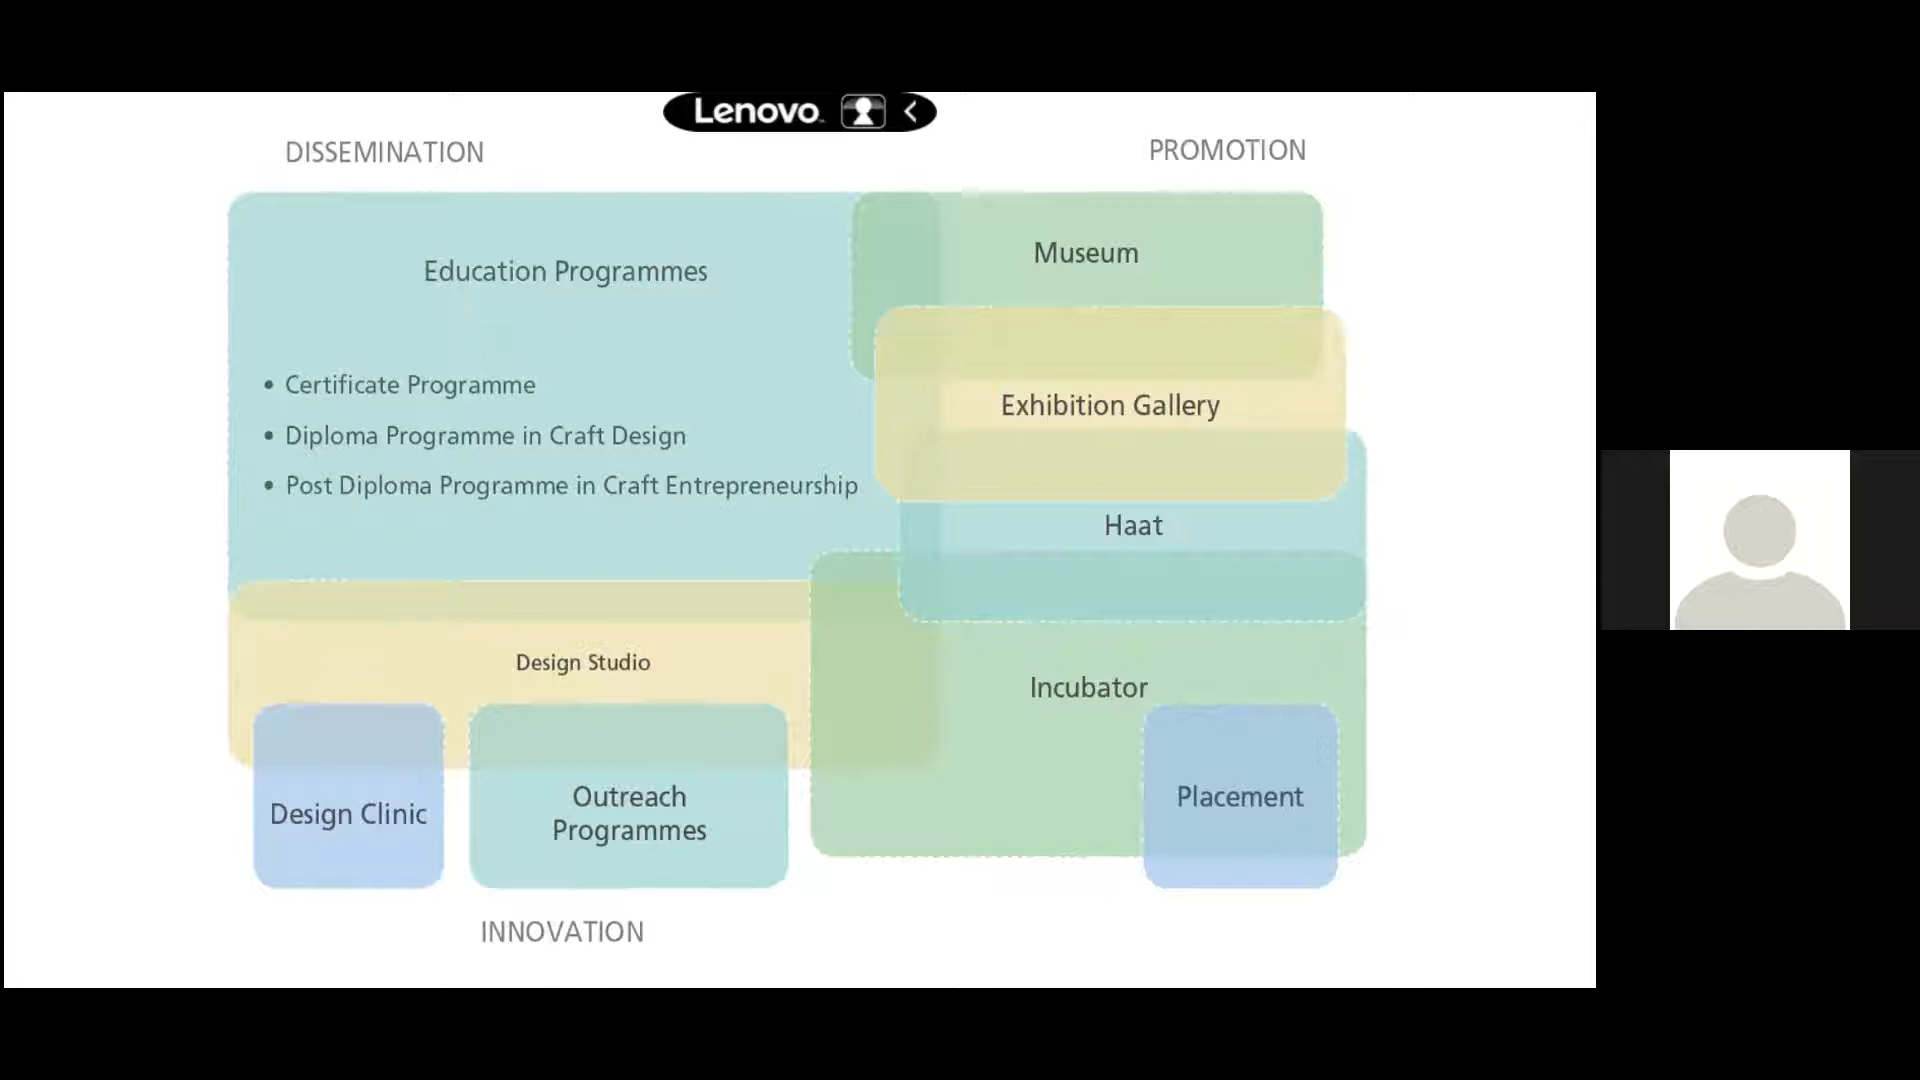 Lenovo
DISSEMINATION
PROMOTION
Education Programmes
• Certificate Programme
• Diploma Programme in Craft Design
• Post Diploma Programme in Craft Entrepreneurship
Museum
Exhibition Gallery
Haat
Design Studio
Incubator
Design Clinic
Outreach
Programmes
Placement
INNOVATION